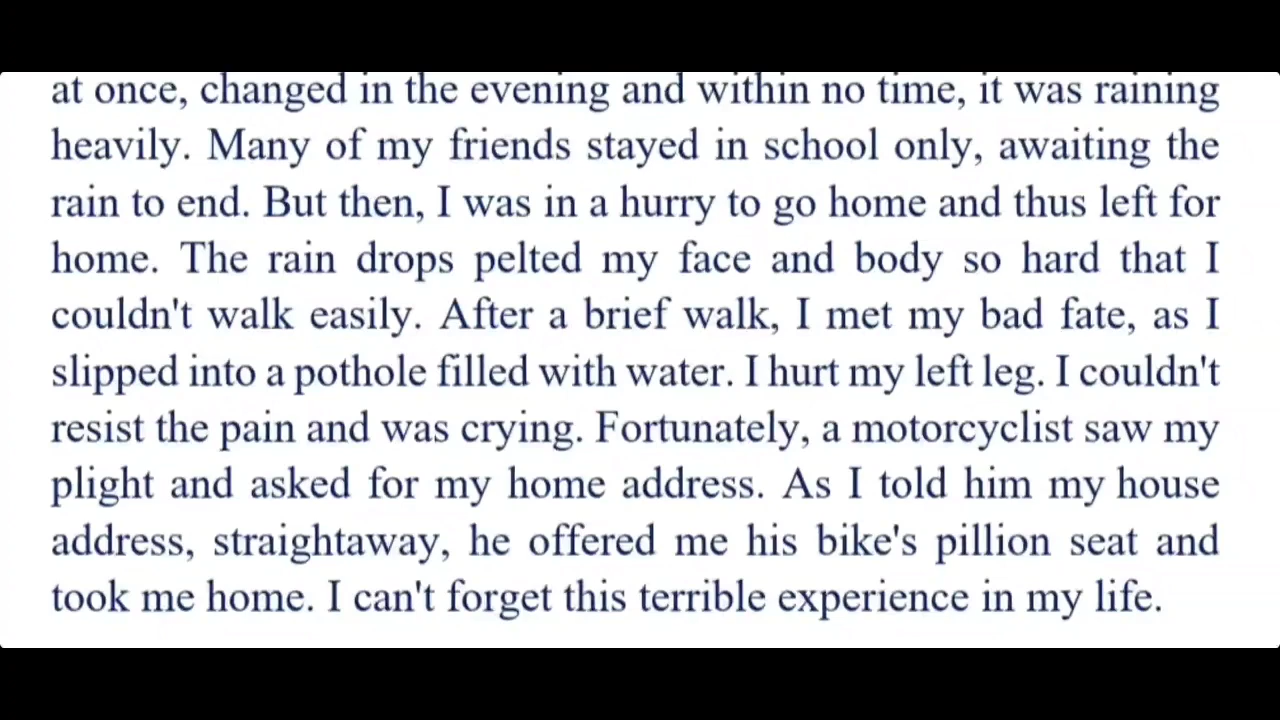 at once, changed in the evening and within no time, it was raining
heavily. Many of my friends stayed in school only, awaiting the
rain to end. But then, I was in a hurry to go home and thus left for
home. The rain drops pelted my face and body so hard that I
couldn't walk easily. After a brief walk, I met my bad fate, as I
slipped into a pothole filled with water. I hurt my left leg. I couldn't
resist the pain and was crying. Fortunately, a motorcyclist saw my
plight and asked for my home address. As I told him my house
address, straightaway, he offered me his bike's pillion seat and
took me home. I can't forget this terrible experience in my life.